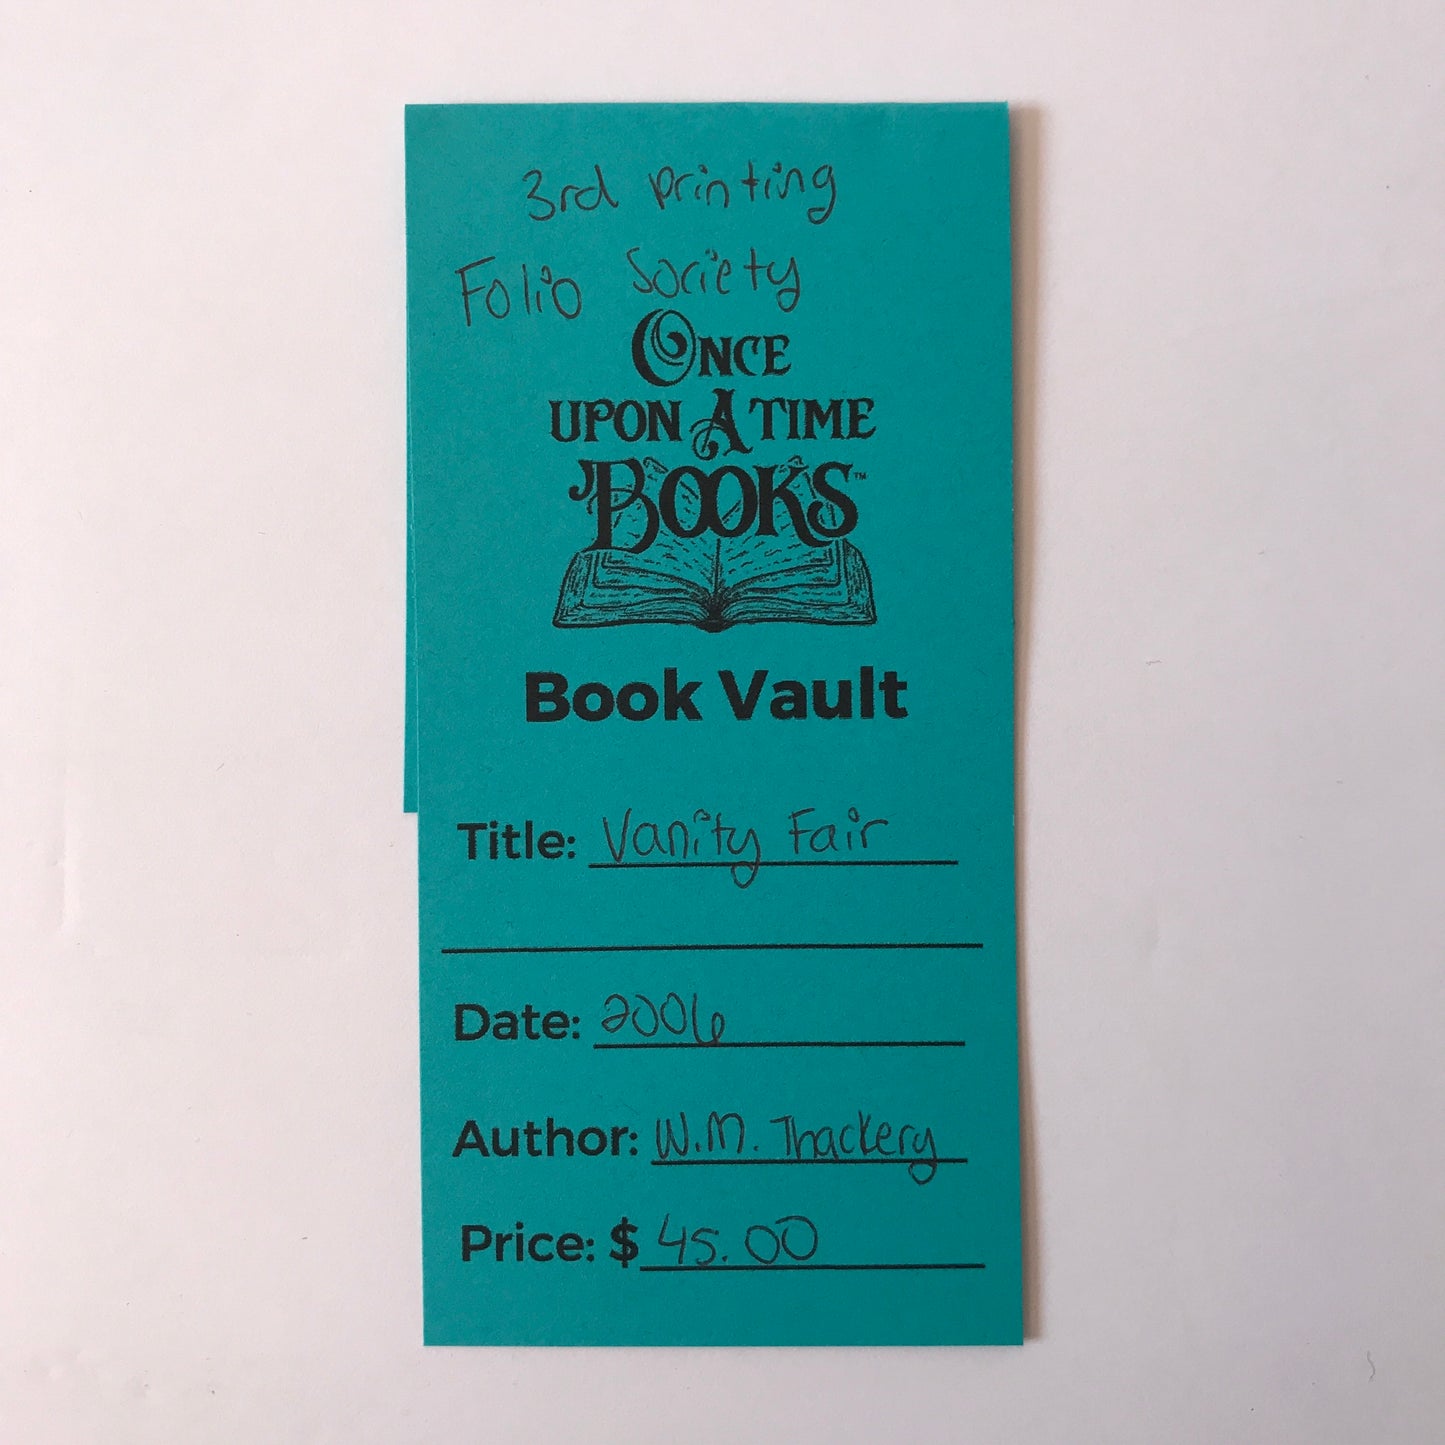 3rd printing
Folio Society
ONCE
UPON A TIME
BOOKS™
Book Vault
Title: Vanity Fair
Date: 2006
Author: W.M. Thackery
Price: $ 45.00